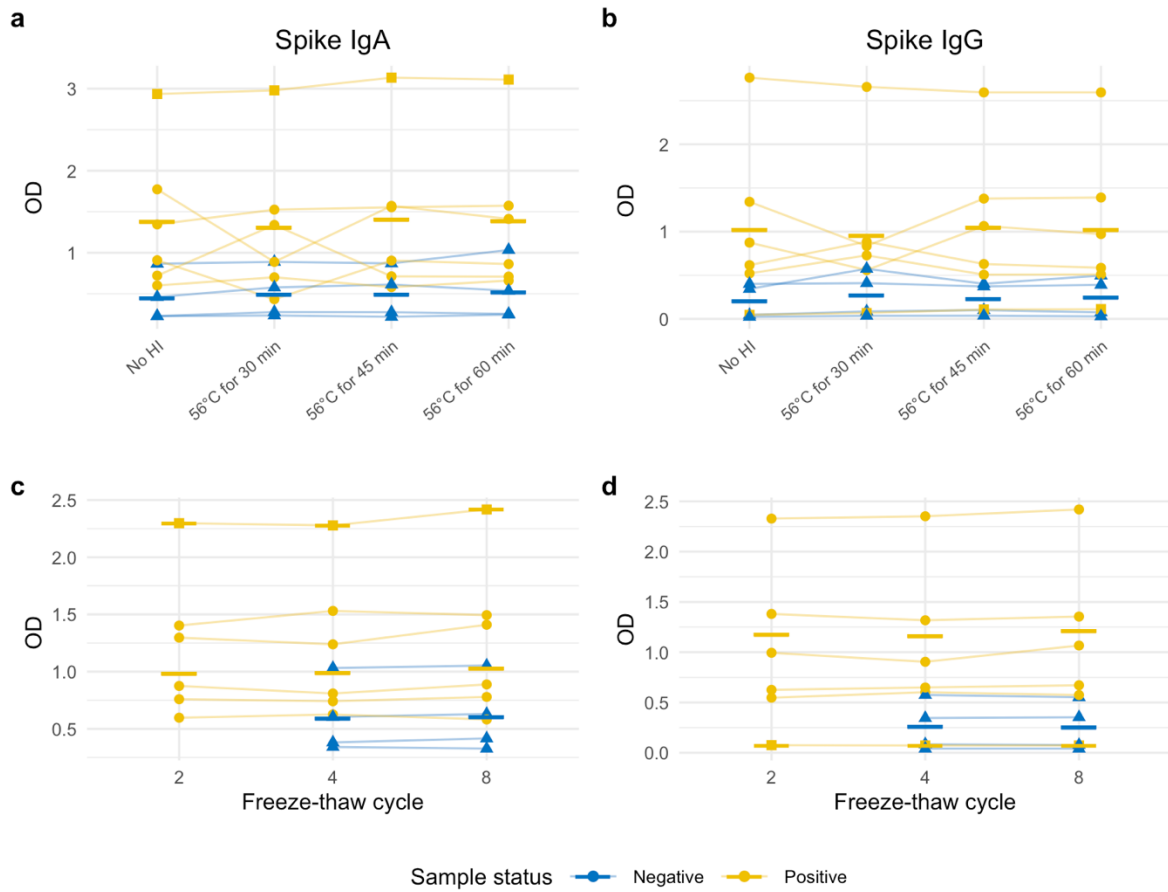 a
b
Spike IgA
Spike IgG
3
2
1
OD
2
1
0
OD
No HI
56°C for 30 min
56°C for 45 min
56°C for 60 min
No HI
56°C for 30 min
56°C for 45 min
56°C for 60 min
c
d
2.5
2.0
1.5
1.0
0.5
OD
2.5
2.0
1.5
1.0
0.5
0.0
OD
2 4 8
2 4 8
Freeze-thaw cycle
Freeze-thaw cycle
Sample status Negative Positive